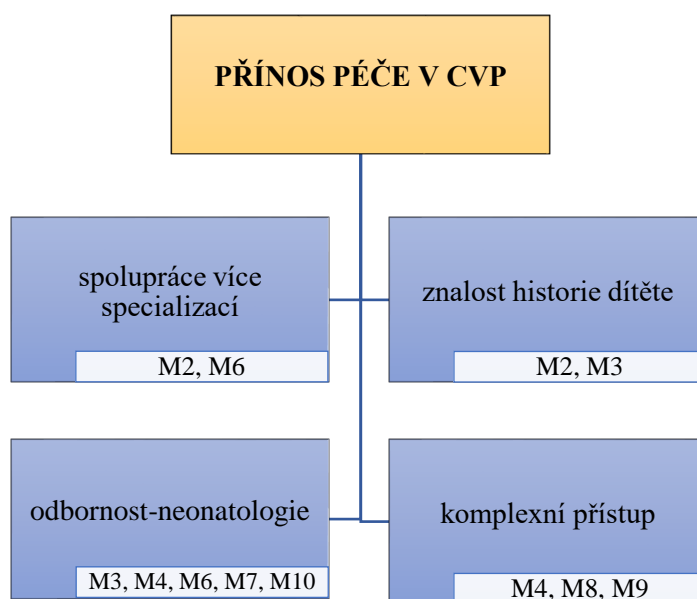 PŘÍNOS PÉČE V CVP
spolupráce více
specializací
M2, M6
znalost historie dítěte
M2, M3
odbornost-neonatologie
M3, M4, M6, M7, M10
komplexní přístup
M4, M8, M9